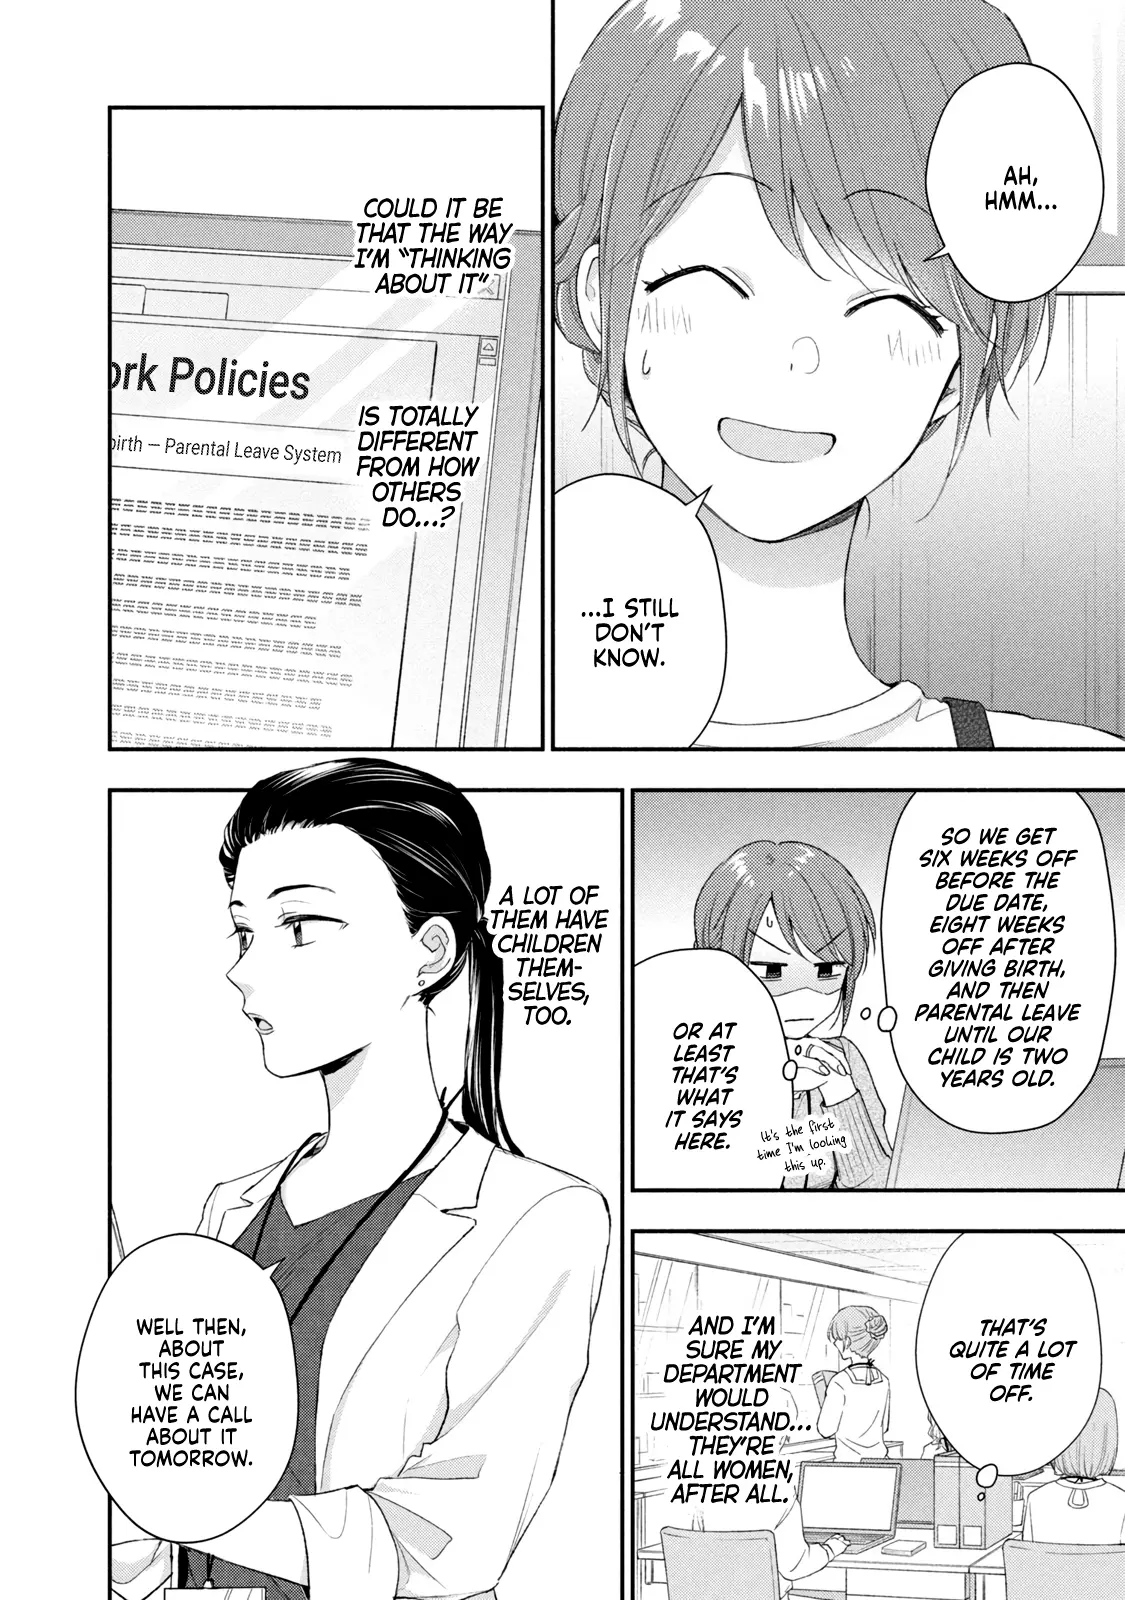 AH,
HMM...
...I STILL
DON'T
KNOW.
COULD IT BE
THAT THE WAY
I'M "THINKING
ABOUT IT"
IS TOTALLY
DIFFERENT
FROM HOW
OTHERS
DO...?
ork Policies
birth — Parental Leave System
SO WE GET
SIX WEEKS OFF
BEFORE THE
DUE DATE,
EIGHT WEEKS
OFF AFTER
GIVING BIRTH,
AND THEN
PARENTAL LEAVE
UNTIL OUR
CHILD IS TWO
YEARS OLD.
OR AT
LEAST
THAT'S
WHAT
IT SAYS
HERE.
It's the first
time I'm looking
this up.
THAT'S
QUITE A LOT
OF TIME
OFF.
AND I'M
SURE MY
DEPARTMENT
WOULD
UNDERSTAND...
THEY'RE
ALL WOMEN,
AFTER ALL.
A LOT OF
THEM HAVE
CHILDREN
THEM-
SELVES,
TOO.
WELL THEN,
ABOUT
THIS CASE,
WE CAN
HAVE A CALL
ABOUT IT
TOMORROW.